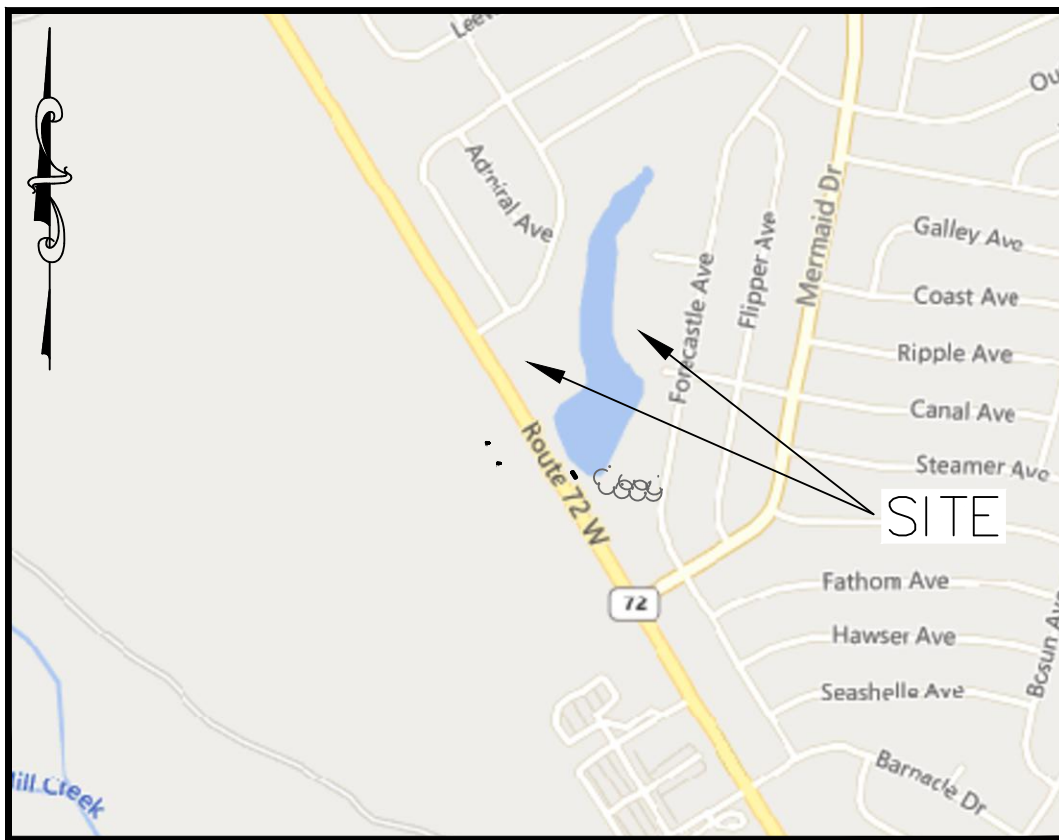 Admiral Ave
Mermaid Dr
Galley Ave
Flipper Ave
Forecastle Ave
Coast Ave
Ripple Ave
Canal Ave
Route 72 W
Steamer Ave
SITE
Fathom Ave
72
Hawser Ave
Seashelle Ave
Bosun Av
Barnacle Dr
ill Creek